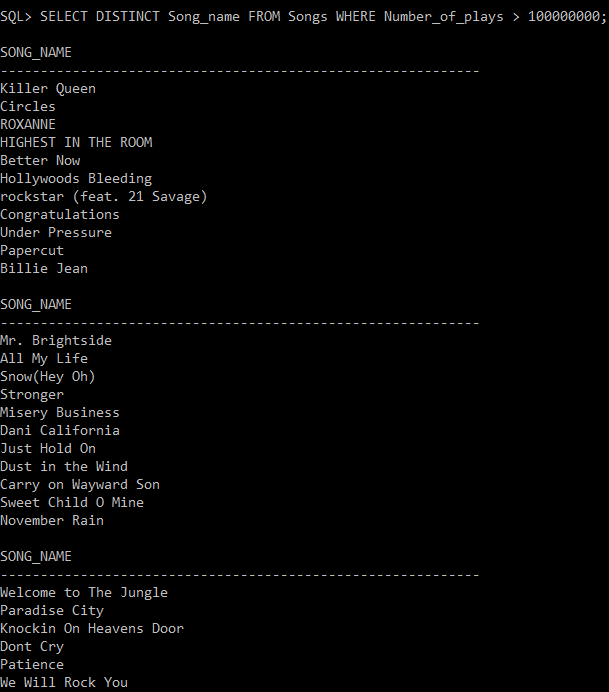 SQL> SELECT DISTINCT Song_name FROM Songs WHERE Number_of_plays > 100000000;
SONG_NAME
------------------------------------------------------------
Killer Queen
Circles
ROXANNE
HIGHEST IN THE ROOM
Better Now
Hollywoods Bleeding
rockstar (feat. 21 Savage)
Congratulations
Under Pressure
Papercut
Billie Jean
SONG_NAME
------------------------------------------------------------
Mr. Brightside
All My Life
Snow(Hey Oh)
Stronger
Misery Business
Dani California
Just Hold On
Dust in the Wind
Carry on Wayward Son
Sweet Child O Mine
November Rain
SONG_NAME
------------------------------------------------------------
Welcome to The Jungle
Paradise City
Knockin On Heavens Door
Dont Cry
Patience
We Will Rock You